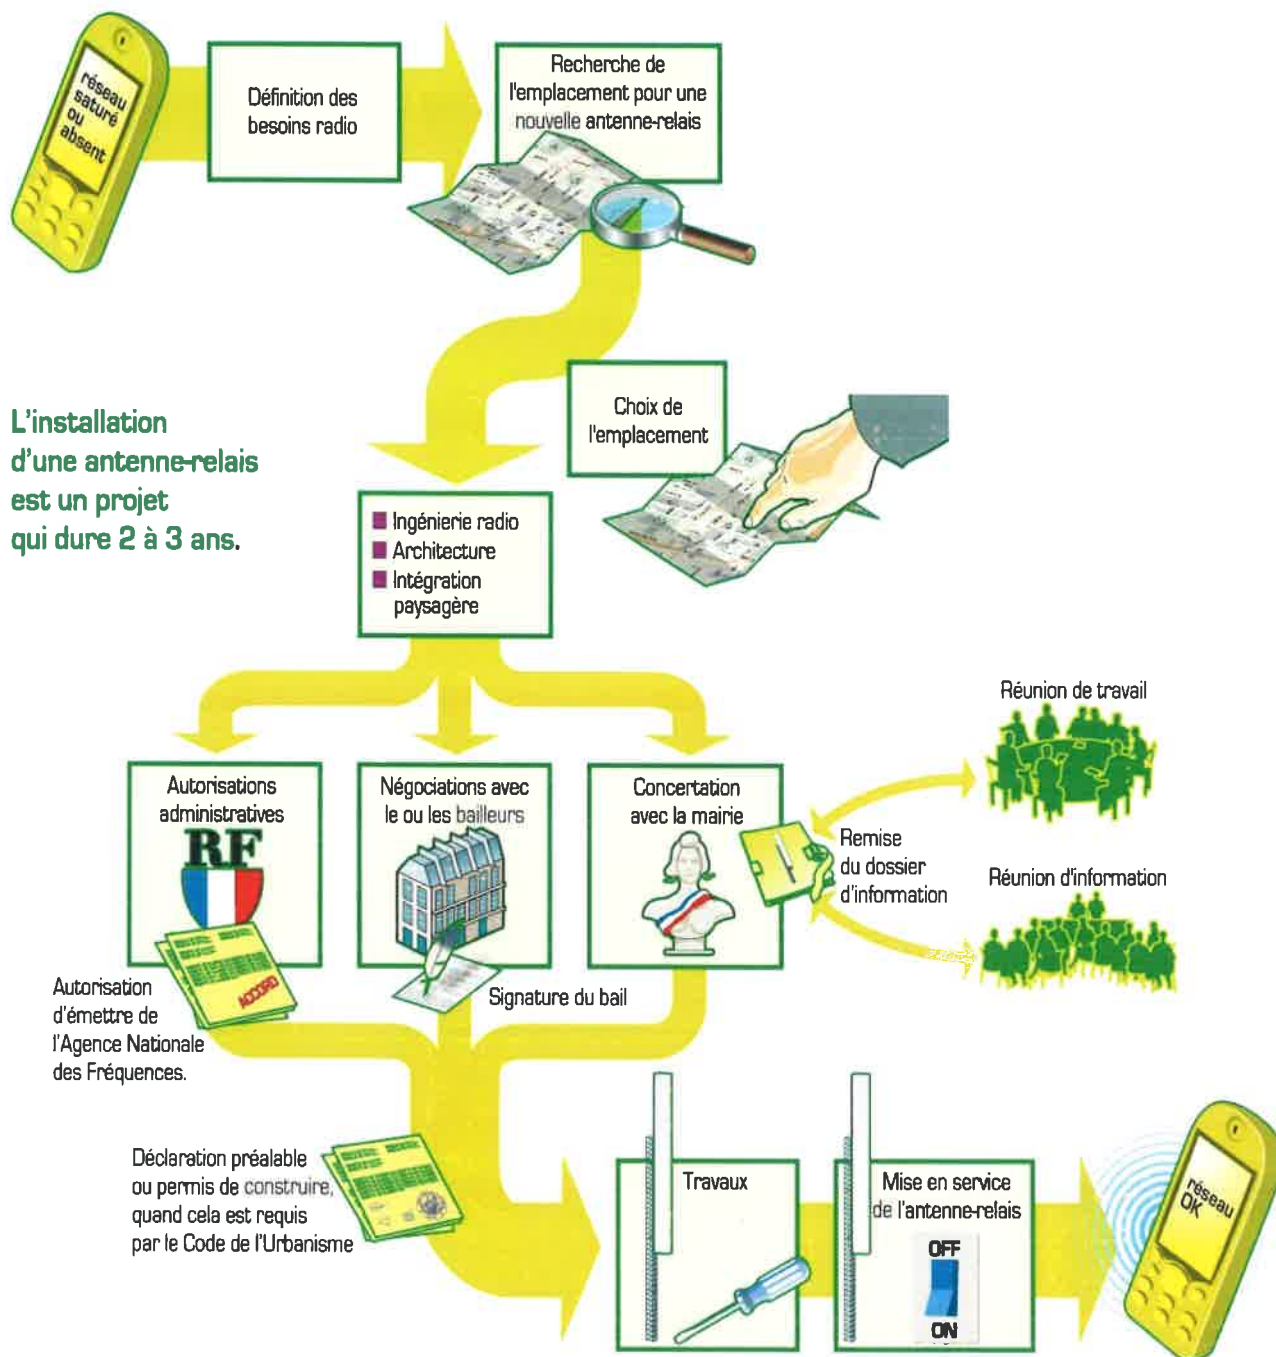 réseau
saturé
ou
absent
Définition des
besoins radio
Recherche de
l'emplacement pour une
nouvelle antenne-relais
Choix de
l'emplacement
L'installation
d'une antenne-relais
est un projet
qui dure 2 à 3 ans.
Ingénierie radio
Architecture
Intégration
paysagère
Autorisations
administratives
RF
ACCORD
Autorisation
d'émettre de
l'Agence Nationale
des Fréquences.
Négociations avec
le ou les bailleurs
Signature du bail
Concertation
avec la mairie
Remise
du dossier
d'information
Réunion de travail
Réunion d'information
Déclaration préalable
ou permis de construire,
quand cela est requis
par le Code de l'Urbanisme
Travaux
Mise en service
de l'antenne-relais
OFF
ON
réseau
OK